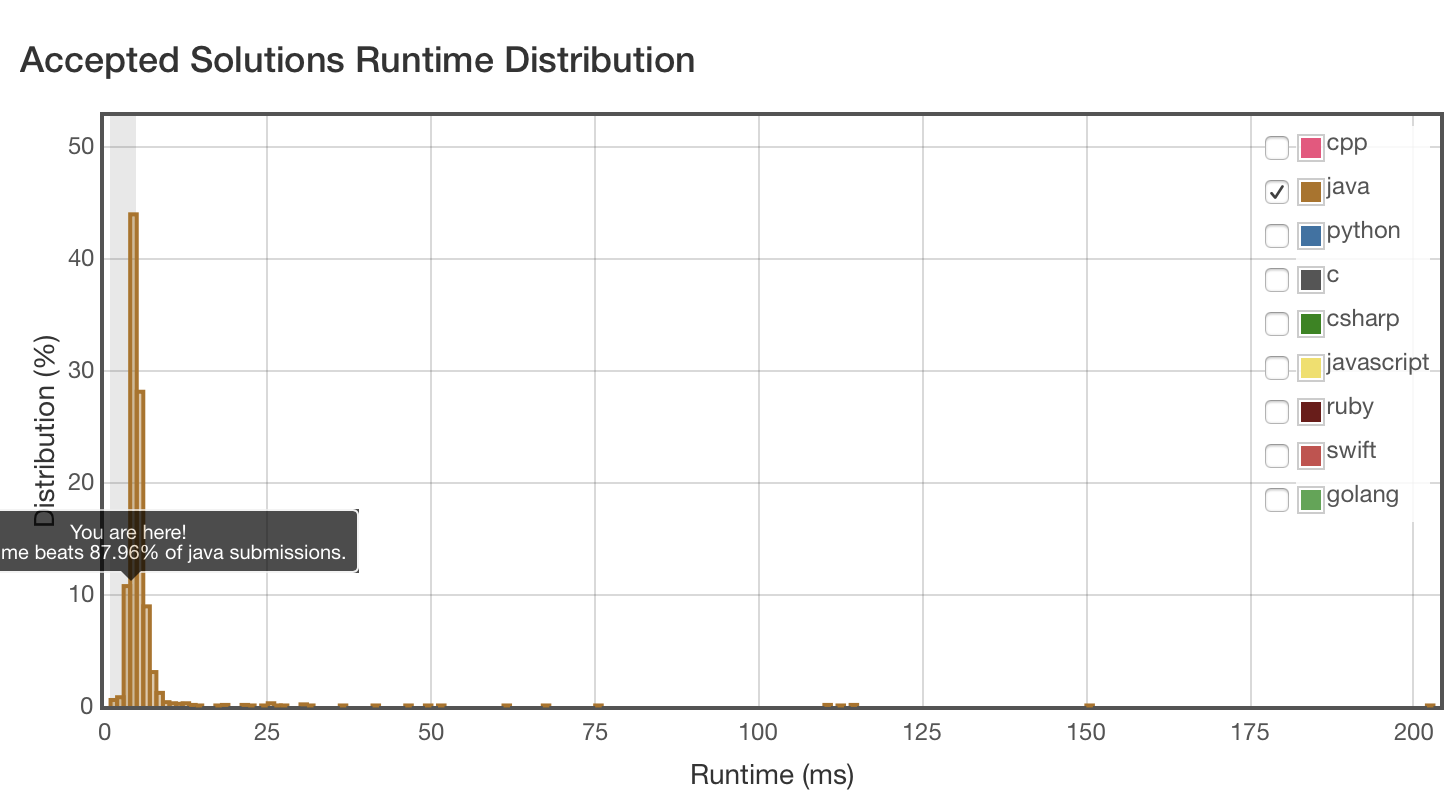 Accepted Solutions Runtime Distribution
50
40
30
20
10
0
Distribution (%)
You are here!
me beats 87.96% of java submissions.
cpp
java
python
c
csharp
javascript
ruby
swift
golang
0 25 50 75 100 125 150 175 200
Runtime (ms)